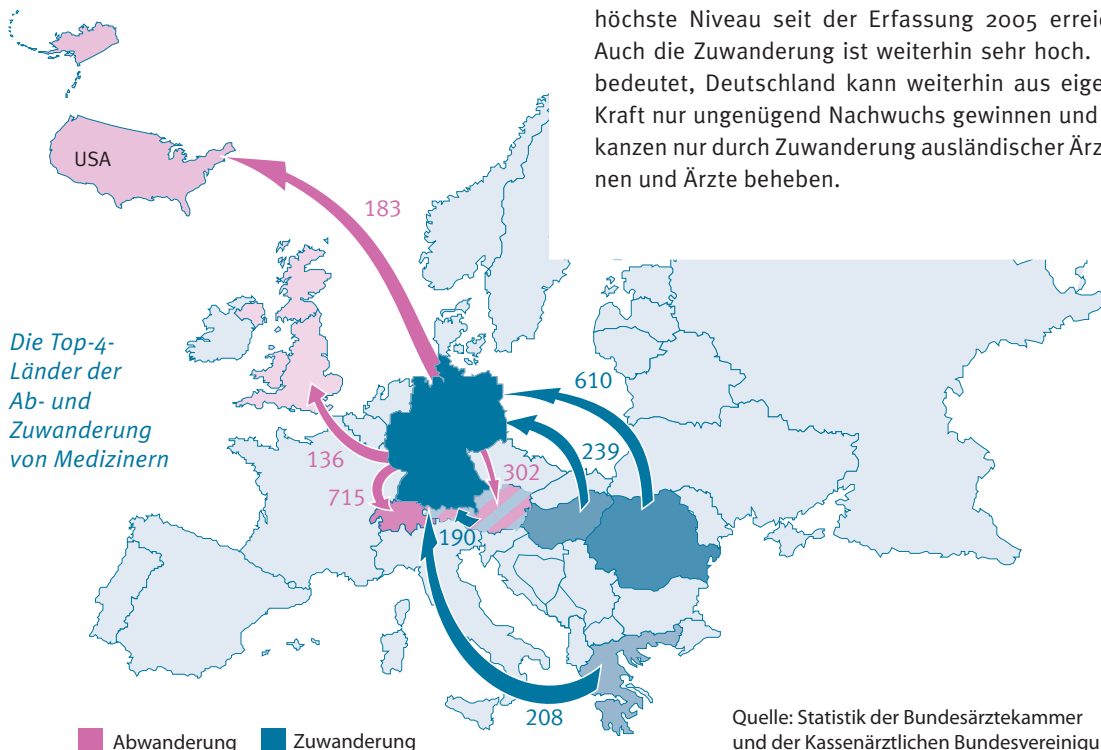 höchste Niveau seit der Erfassung 2005
Auch die Zuwanderung ist weiterhin sehr hoch.
bedeutet, Deutschland kann weiterhin aus
Kraft nur ungenügend Nachwuchs gewinnen und
kanzen nur durch Zuwanderung ausländischer
nen und Ärzte beheben.
USA
183
Die Top-4-
Länder der
Ab- und
Zuwanderung
von Medizinern
610
239
136
302
715
190
208
Abwanderung
Zuwanderung
Quelle: Statistik der Bundesärztekammer
und der Kassenärztlichen